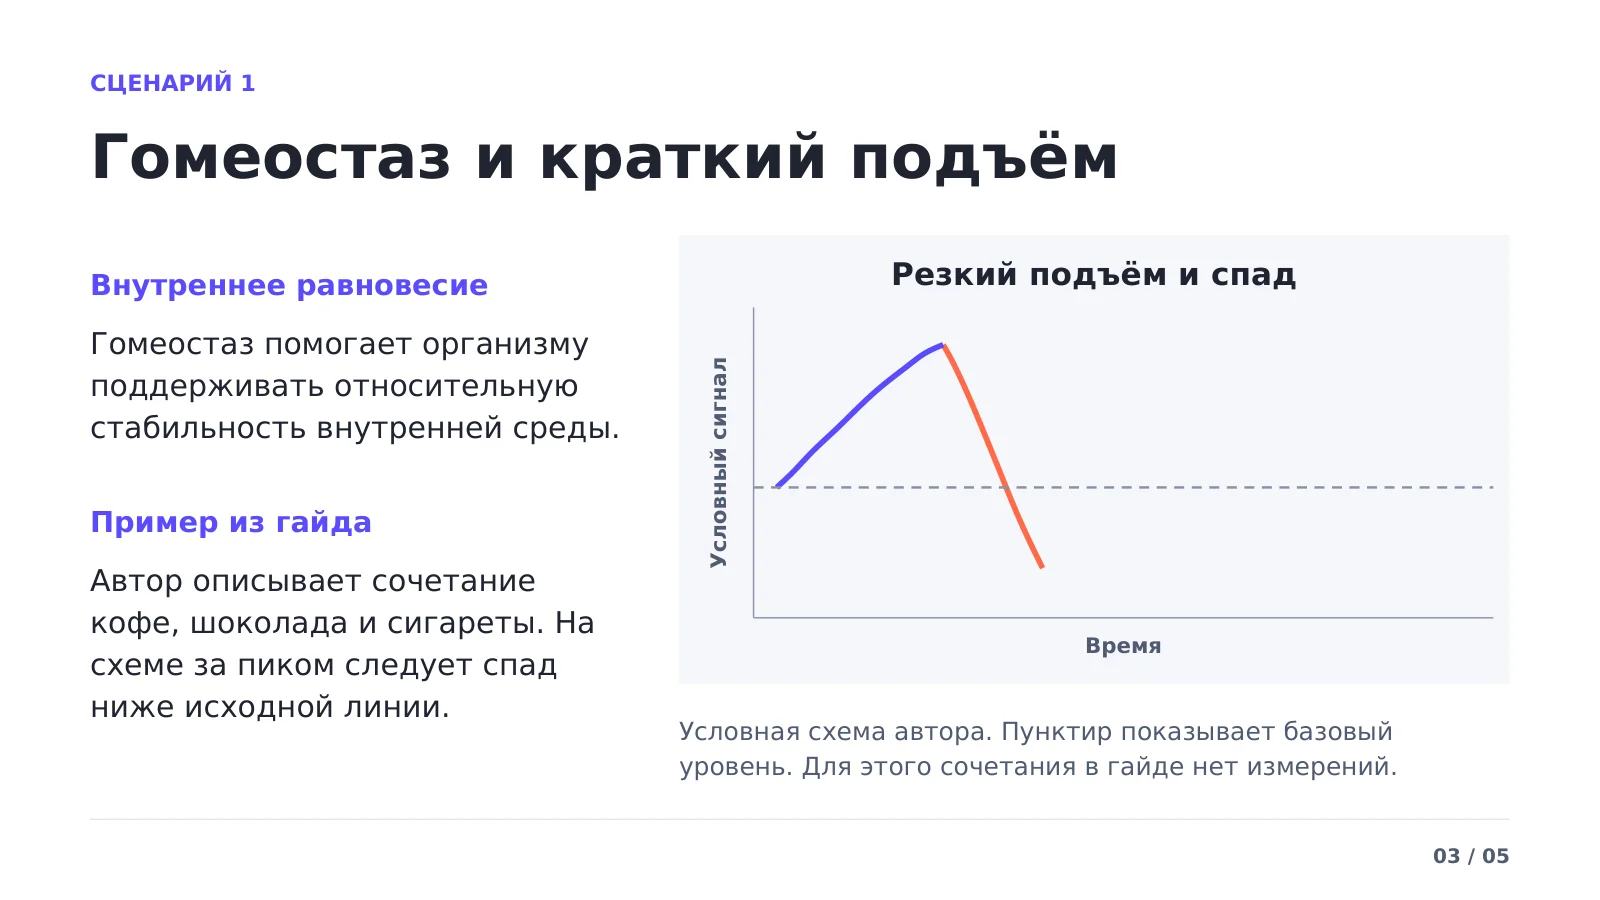 СЦЕНАРИЙ 1
Гомеостаз и краткий подъём
Внутреннее равновесие
Гомеостаз помогает организму
поддерживать относительную
стабильность внутренней среды.
Пример из гайда
Автор описывает сочетание
кофе, шоколада и сигареты. На
схеме за пиком следует спад
ниже исходной линии.
Резкий подъём и спад
Условный сигнал
Время
Условная схема автора. Пунктир показывает базовый
уровень. Для этого сочетания в гайде нет измерений.
03 / 05